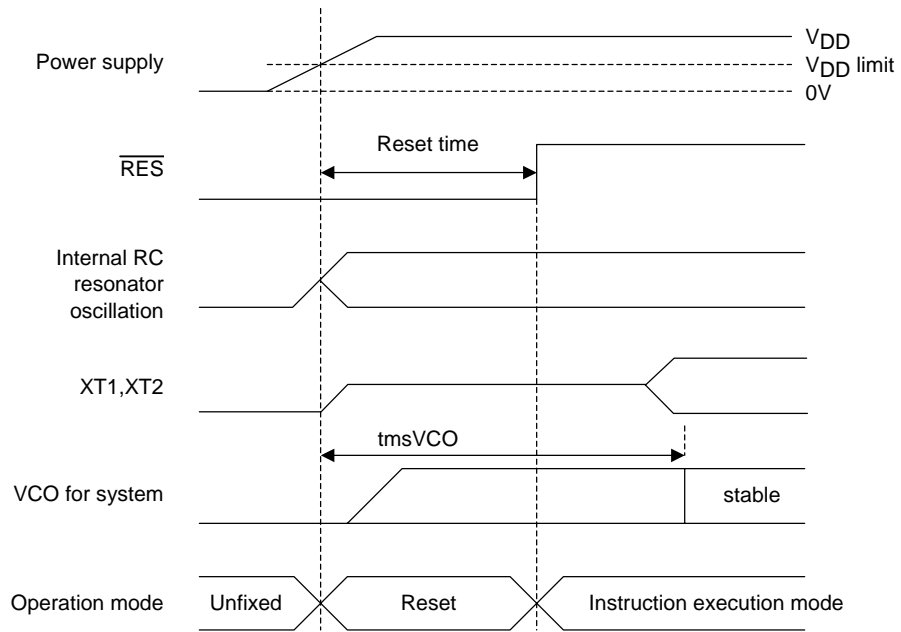 Power supply
VDD
VDD limit
0V
RES
Reset time
Internal RC
resonator
oscillation
XT1,XT2
tmsVCO
VCO for system
stable
Operation mode
Unfixed
Reset
Instruction execution mode